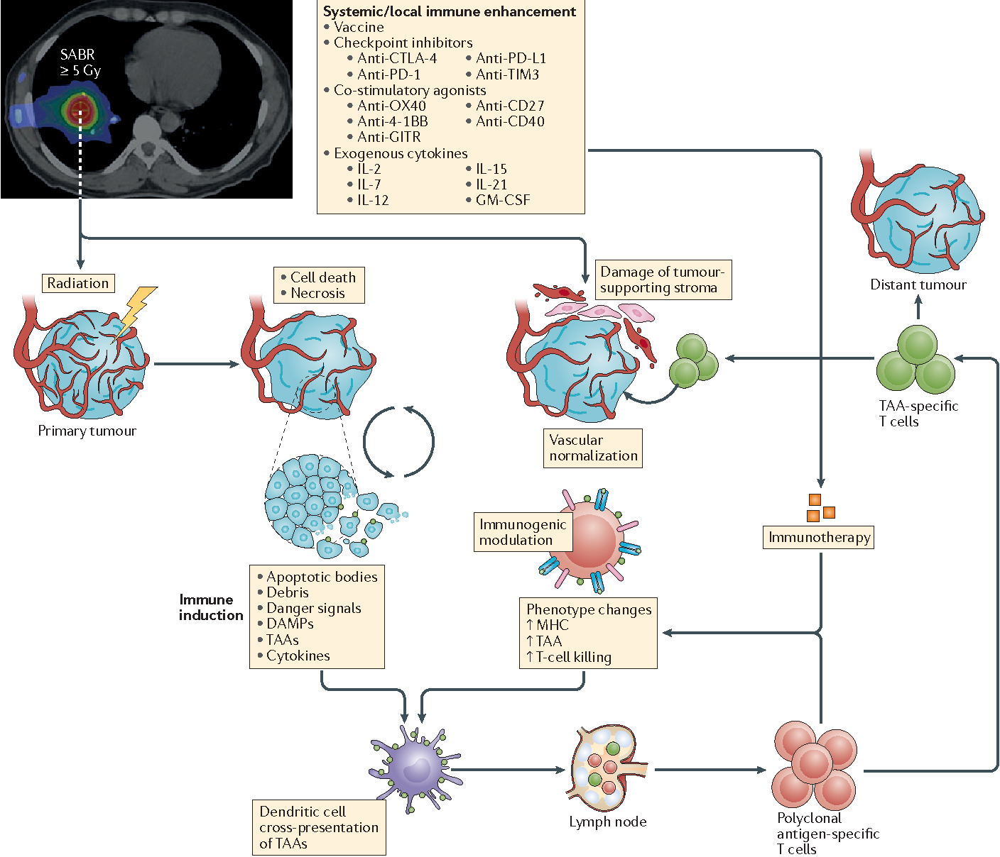 SABR
≥ 5 Gy
Systemic/local immune enhancement
• Vaccine
• Checkpoint inhibitors
• Anti-CTLA-4 • Anti-PD-L1
• Anti-PD-1 • Anti-TIM3
• Co-stimulatory agonists
• Anti-OX40 • Anti-CD27
• Anti-4-1BB • Anti-CD40
• Anti-GITR
• Exogenous cytokines
• IL-2 • IL-15
• IL-7 • IL-21
• IL-12 • GM-CSF
Radiation
Primary tumour
• Cell death
• Necrosis
Damage of tumour-
supporting stroma
Distant tumour
TAA-specific
T cells
Vascular
normalization
Immunogenic
modulation
Immunotherapy
Immune
induction
• Apoptotic bodies
• Debris
• Danger signals
• DAMPs
• TAAs
• Cytokines
Phenotype changes
↑ MHC
↑ TAA
↑ T-cell killing
Dendritic cell
cross-presentation
of TAAs
Lymph node
Polyclonal
antigen-specific
T cells